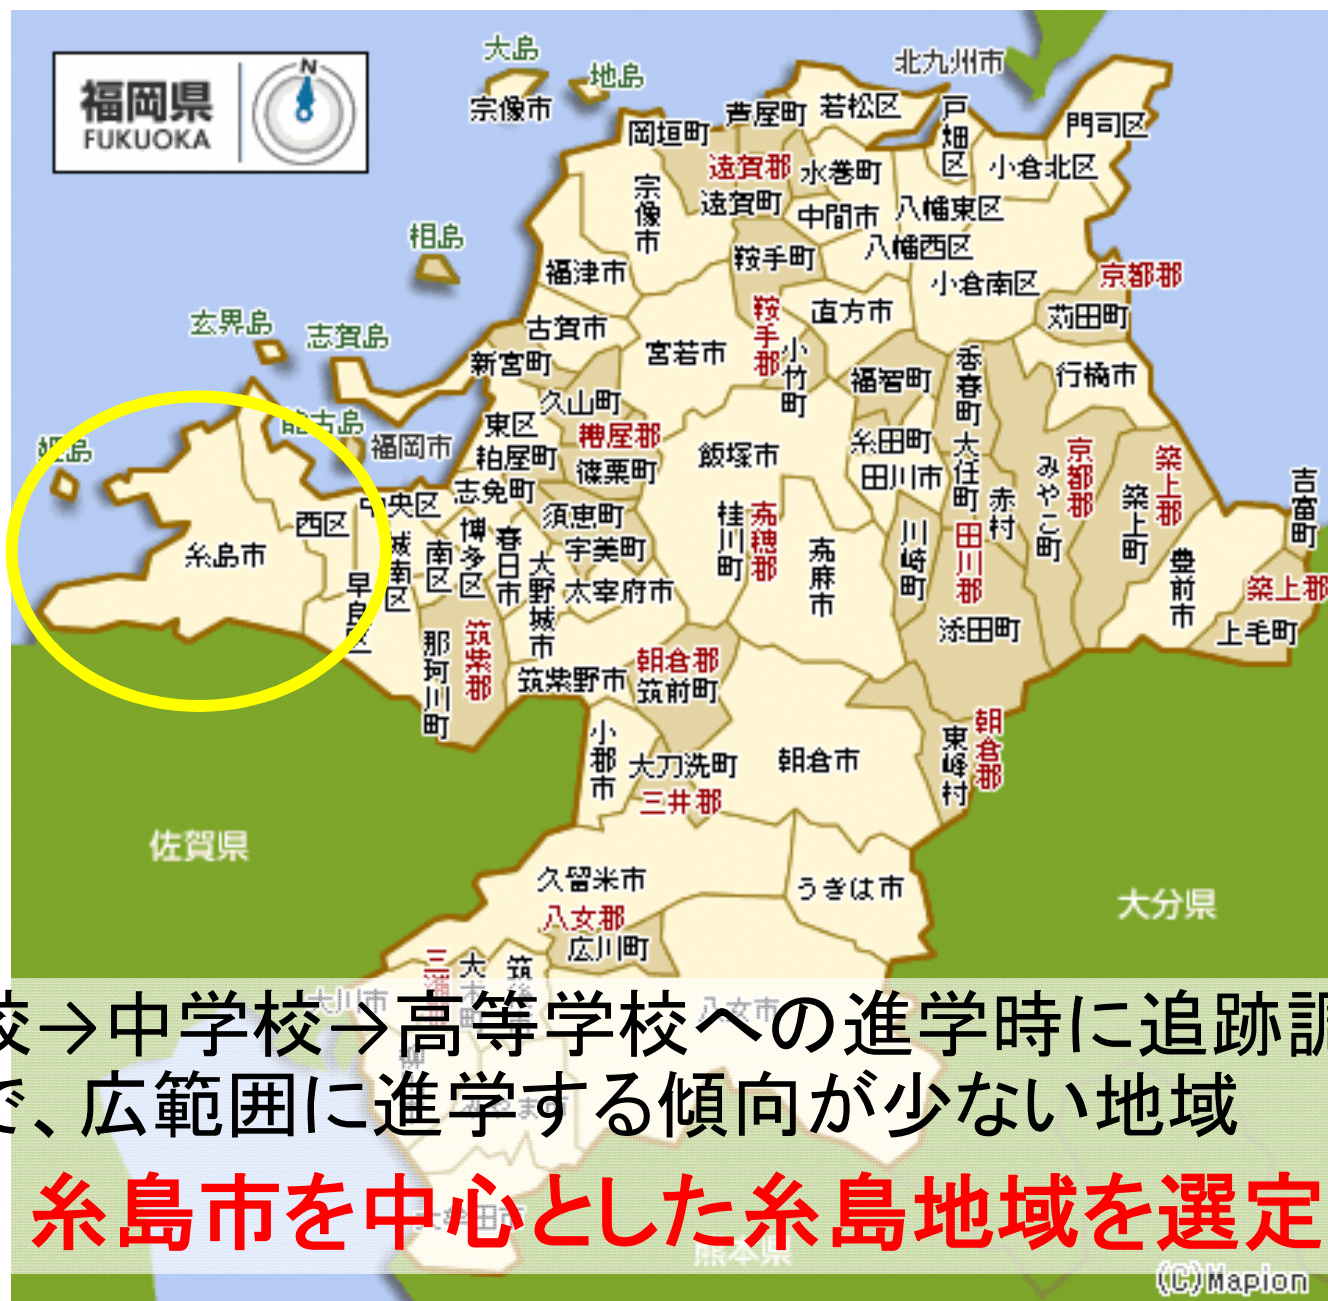 福岡県
FUKUOKA
N
大島
地島
宗像市
北九州市
芦屋町
若松区
戸畑区
門司区
岡垣町
遠賀郡
水巻町
小倉北区
宗像市
遠賀町
中間市
八幡東区
相島
鞍手町
八幡西区
福津市
小倉南区
京都郡
玄界島
志賀島
古賀市
鞍手郡
直方市
苅田町
新宮町
宮若市
小竹町
福智町
香春町
行橋市
久山町
能古島
福岡市
東区
糟屋郡
糸田町
大任町
姫島
粕屋町
篠栗町
飯塚市
田川市
みやこ町
京都郡
築上郡
吉富町
志免町
中央区
西区
須恵町
桂川町
嘉穂郡
赤村
築上町
糸島市
城南区
南区
博多区
春日市
宇美町
嘉麻市
川崎町
田川郡
豊前市
早良区
大野城市
太宰府市
築上郡
那珂川町
筑紫郡
添田町
上毛町
筑紫野市
朝倉郡
筑前町
小郡市
大刀洗町
朝倉市
東峰村
朝倉郡
三井郡
佐賀県
久留米市
うきは市
八女郡
大分県
広川町
大川市
八女市
校→中学校→高等学校への進学時に追跡調
で、広範囲に進学する傾向が少ない地域
糸島市を中心とした糸島地域を選定
大牟田市
熊本県
(C)Mapion